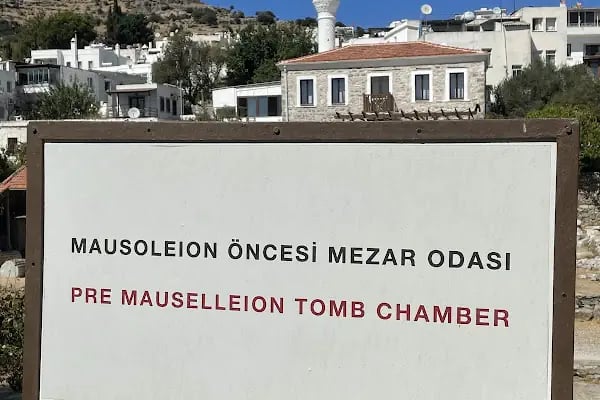 MAUSOLEION ÖNCESİ MEZAR ODASI
PRE MAUSELLEION TOMB CHAMBER